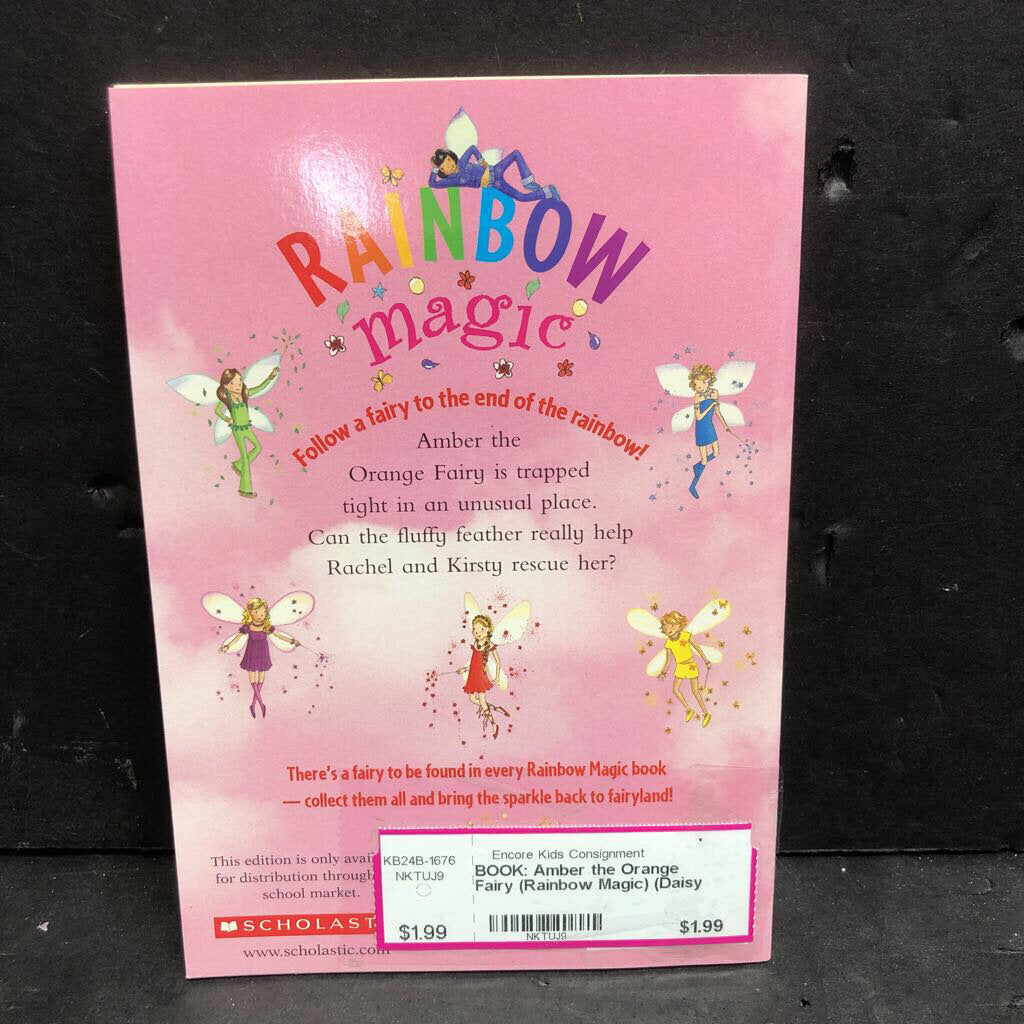 RAINBOW
magic
Follow a fairy to the end of the rainbow!
Amber the
Orange Fairy is trapped
tight in an unusual place.
Can the fluffy feather really help
Rachel and Kirsty rescue her?
There's a fairy to be found in every Rainbow Magic book
— collect them all and bring the sparkle back to fairyland!
This edition is only avai
for distribution through
school market.
SCHOLAST
www.scholastic.com
KB24B-1676
NKTUJ9
$1.99
Encore Kids Consignment
BOOK: Amber the Orange
Fairy (Rainbow Magic) (Daisy
NKTUJ9
$1.99